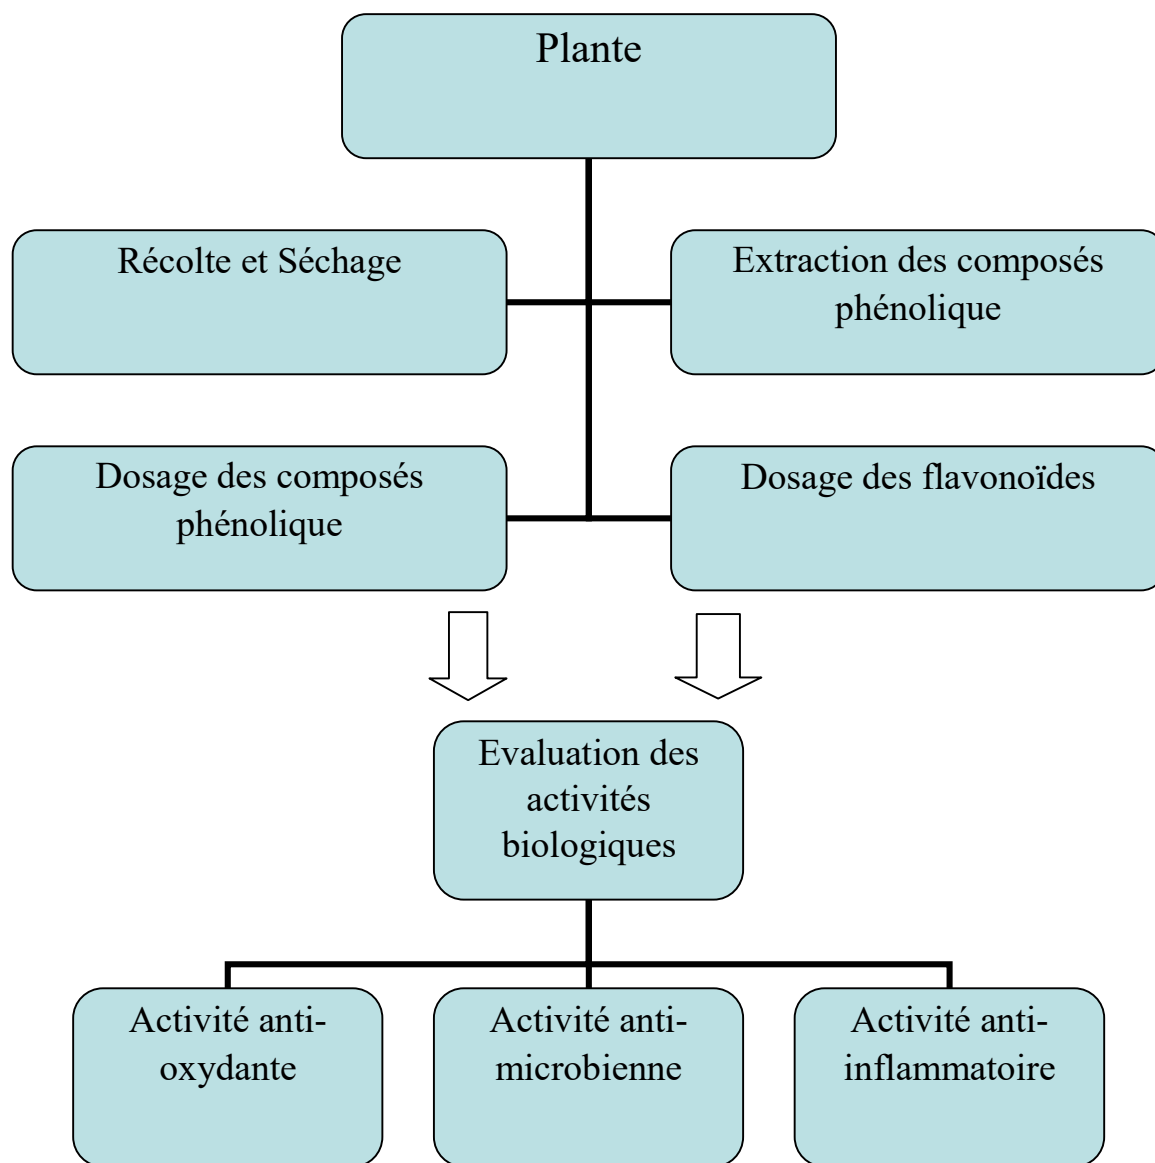 Plante
Récolte et Séchage
Extraction des composés
phénolique
Dosage des composés
phénolique
Dosage des flavonoïdes
Evaluation des
activités
biologiques
Activité anti-
oxydante
Activité anti-
microbienne
Activité anti-
inflammatoire